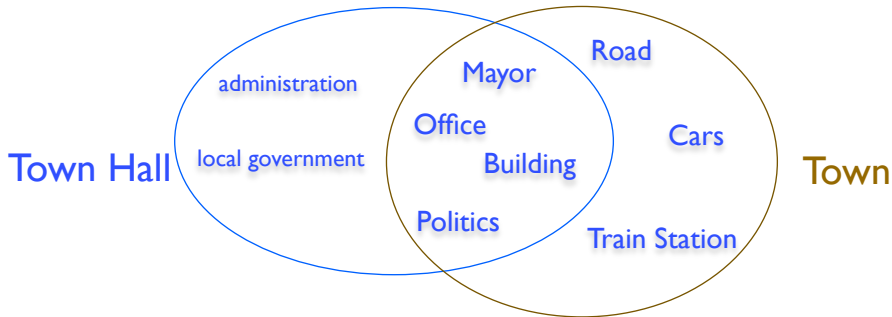 Town Hall
administration
local government
Mayor
Office
Building
Politics
Road
Cars
Train Station
Town